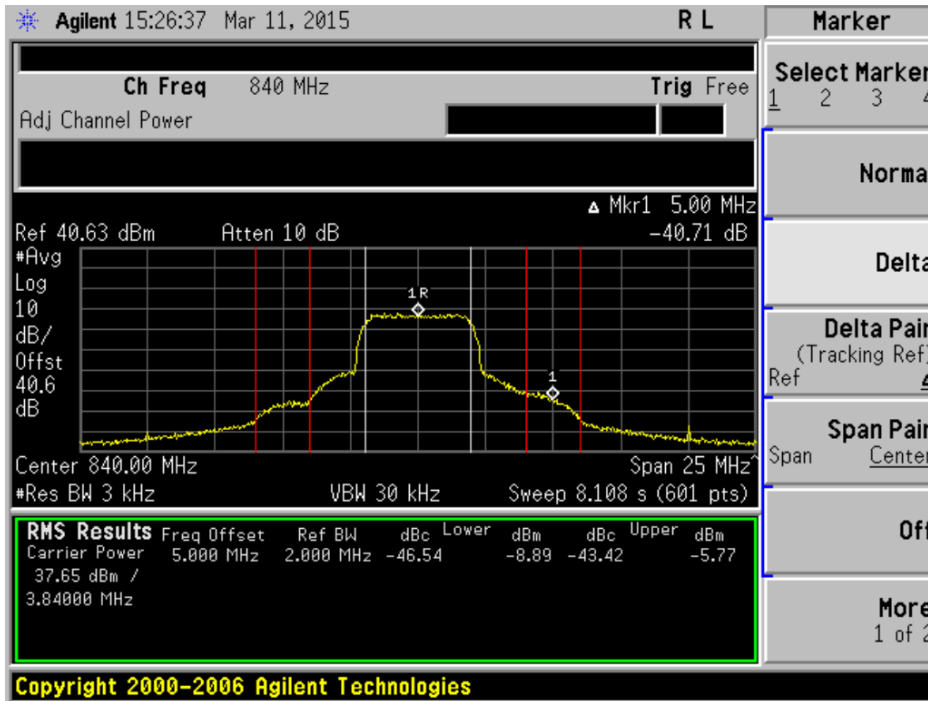 Agilent 15:26:37 Mar 11, 2015 R L
Marker
Ch Freq 840 MHz Trig Free
Adj Channel Power
Select Marker
1 2 3 4
Norma
Delta
Delta Pair
(Tracking Ref)
Ref Δ
Span Pair
Span Center
Off
More
1 of 2
Δ Mkr1 5.00 MHz
Ref 40.63 dBm Atten 10 dB -40.71 dB
#Avg
Log
10
dB/
Offst
40.6
dB
1R
1
Center 840.00 MHz Span 25 MHz^
#Res BW 3 kHz VBW 30 kHz Sweep 8.108 s (601 pts)
RMS Results Freq Offset Ref BW dBc Lower dBm dBc Upper dBm
Carrier Power 5.000 MHz 2.000 MHz -46.54 -8.89 -43.42 -5.77
37.65 dBm /
3.84000 MHz
Copyright 2000-2006 Agilent Technologies